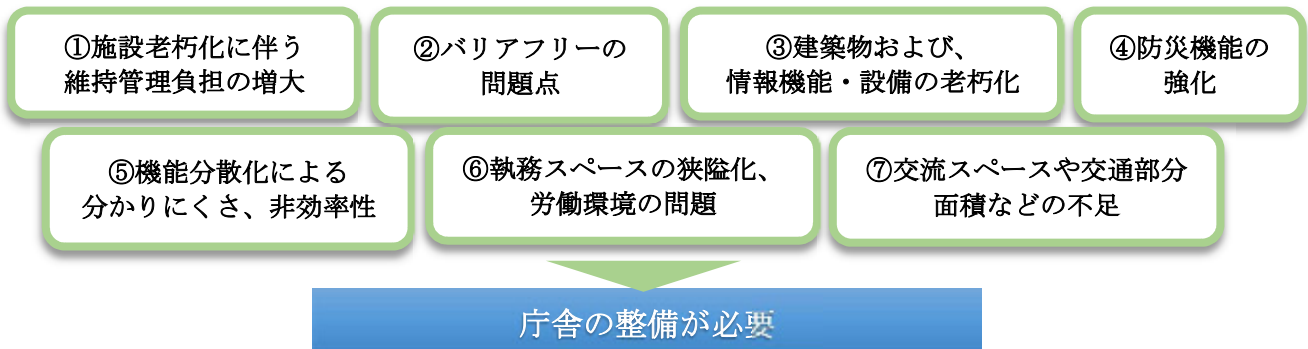 ①施設老朽化に伴う
維持管理負担の増大
②バリアフリーの
問題点
③建築物および、
情報機能・設備の老朽化
④防災機能の
強化
⑤機能分散化による
分かりにくさ、非効率性
⑥執務スペースの狭隘化、
労働環境の問題
⑦交流スペースや交通部分
面積などの不足
庁舎の整備が必要